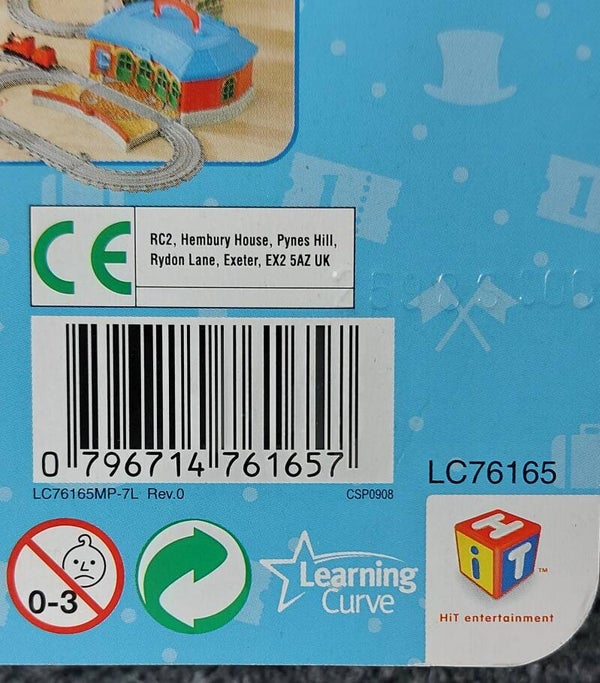 CE
RC2, Hembury House, Pynes Hill,
Rydon Lane, Exeter, EX2 5AZ UK
0 796714 761657
LC76165MP-7L Rev.0
CSP0908
LC76165
0-3
Learning
Curve
HiT
™
HiT entertainment